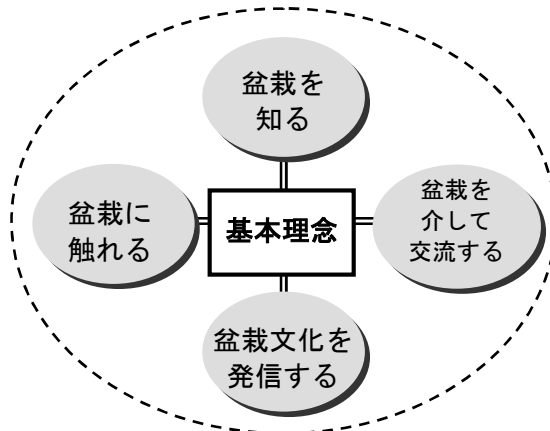 盆栽を
知る
盆栽に
触れる
基本理念
盆栽を
介して
交流する
盆栽文化を
発信する